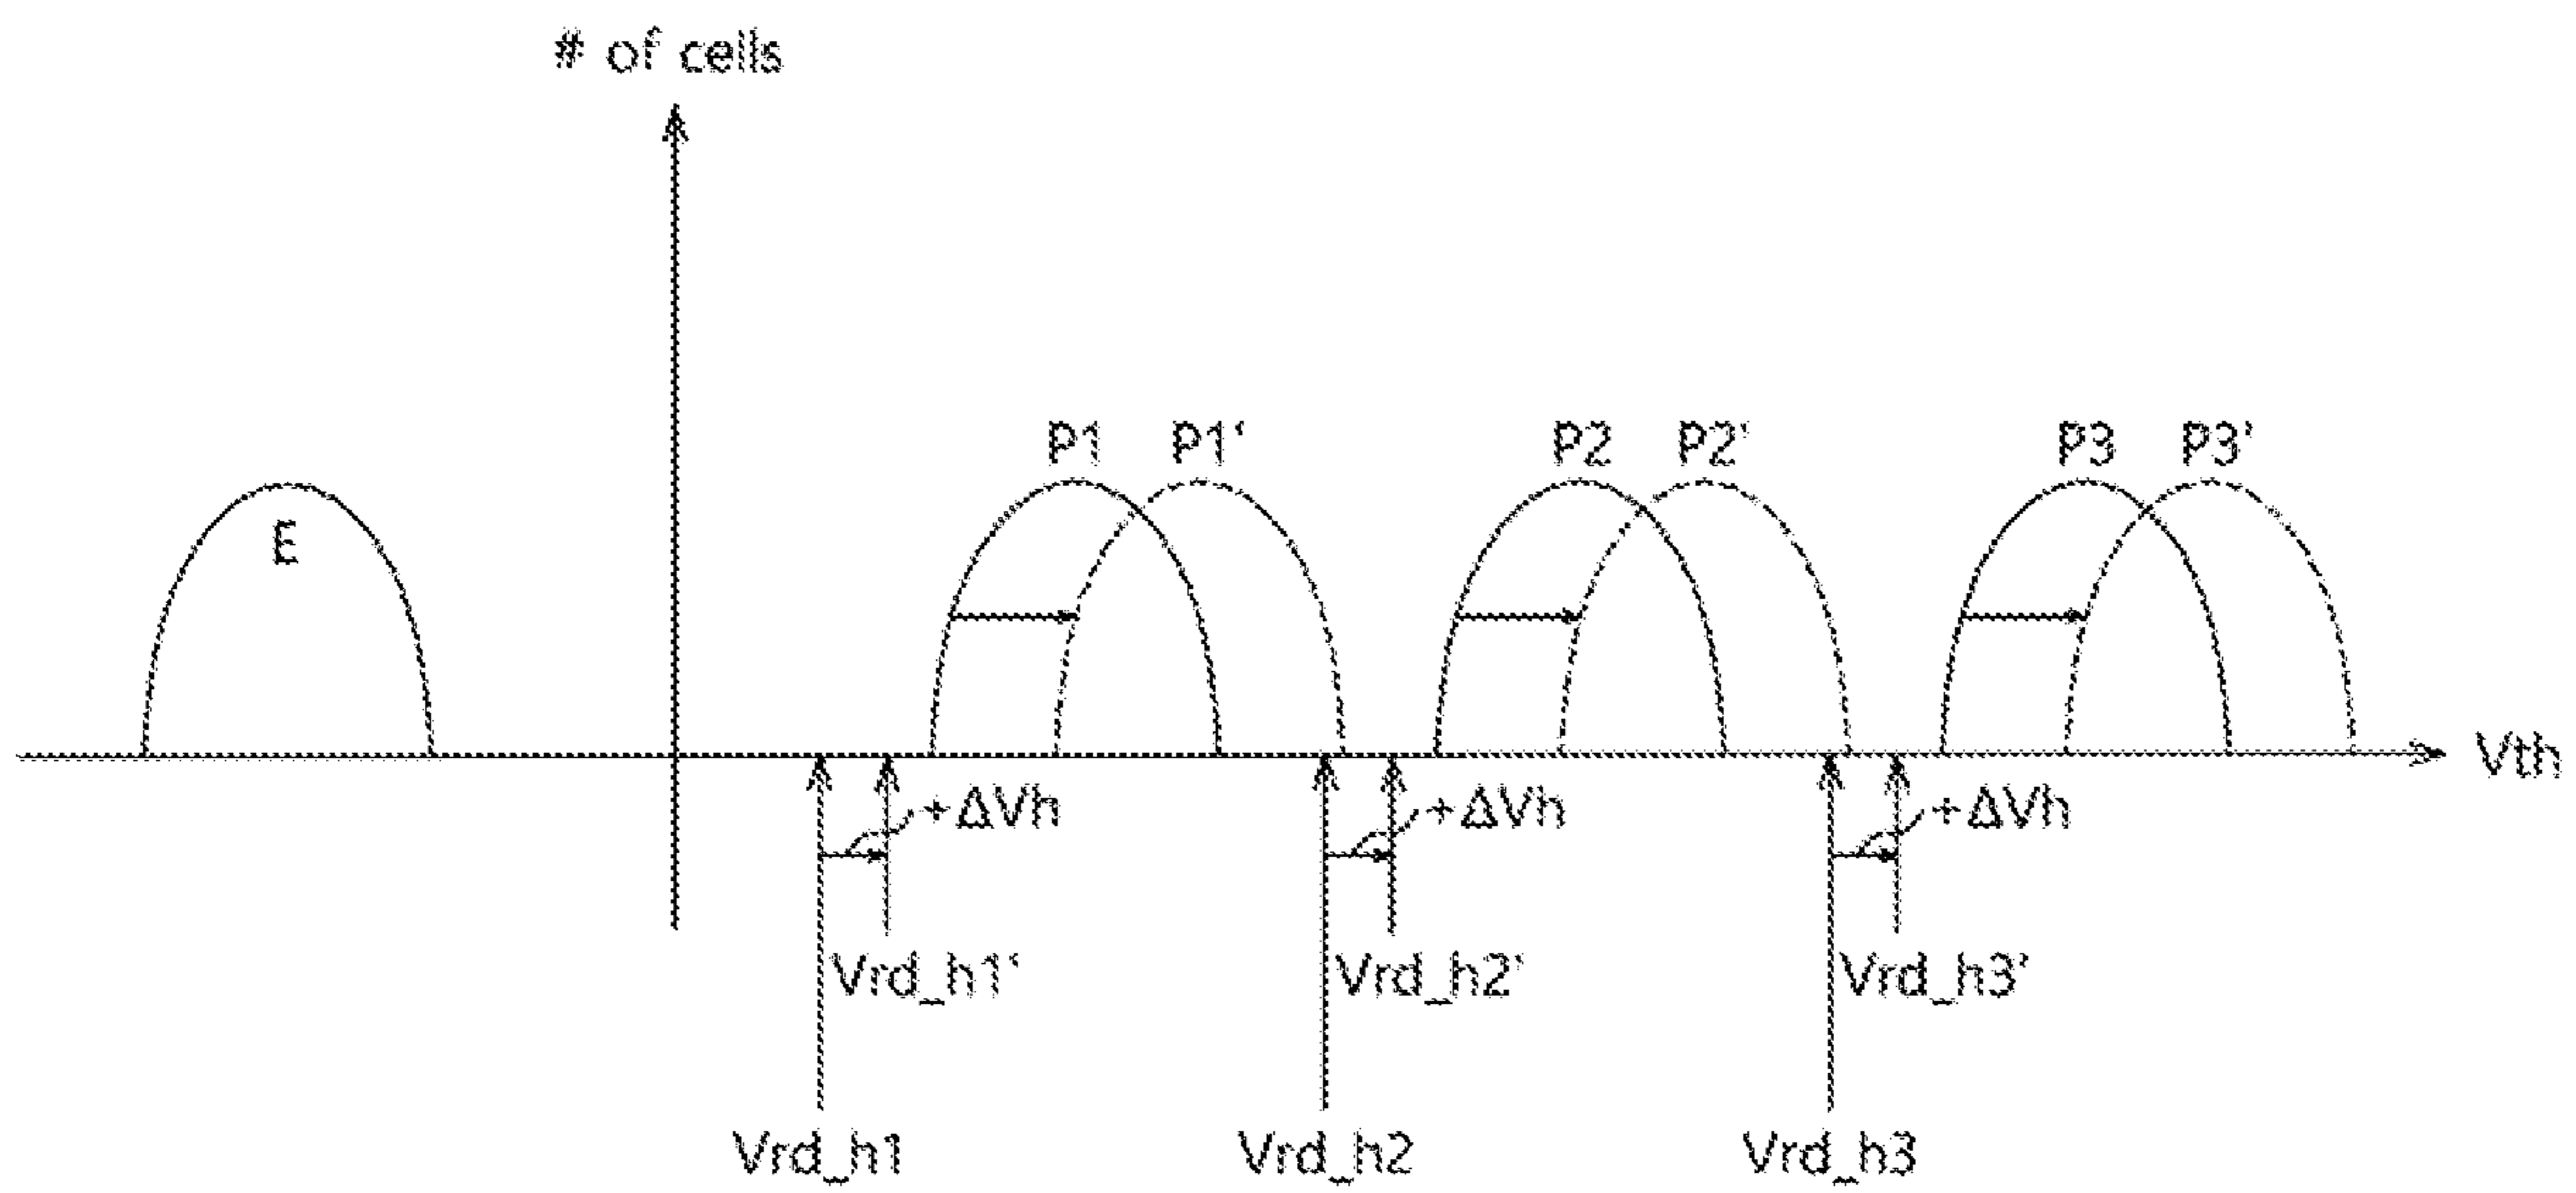 # of cells
P1 P1' P2 P2' P3 P3'
E
Vth
+ΔVh +ΔVh +ΔVh
Vrd_h1' Vrd_h2' Vrd_h3'
Vrd_h1 Vrd_h2 Vrd_h3